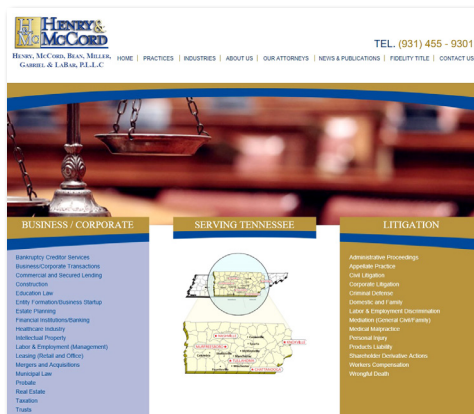 HENRY &
MCCORD
HENRY, MCCORD, BEAN, MILLER,
GABRIEL & LABAR, P.L.L.C
TEL. (931) 455 - 9301
HOME | PRACTICES | INDUSTRIES | ABOUT US | OUR ATTORNEYS | NEWS & PUBLICATIONS | FIDELITY TITLE | CONTACT US
BUSINESS / CORPORATE
Bankruptcy Creditor Services
Business/Corporate Transactions
Commercial and Secured Lending
Construction
Education Law
Entity Formation/Business Startup
Estate Planning
Financial Institutions/Banking
Healthcare Industry
Intellectual Property
Labor & Employment (Management)
Leasing (Retail and Office)
Mergers and Acquisitions
Municipal Law
Probate
Real Estate
Taxation
Trusts
SERVING TENNESSEE
LITIGATION
Administrative Proceedings
Appellate Practice
Civil Litigation
Corporate Litigation
Criminal Defense
Domestic and Family
Labor & Employment Discrimination
Mediation (General Civil/Family)
Medical Malpractice
Personal Injury
Products Liability
Shareholder Derivative Actions
Workers Compensation
Wrongful Death